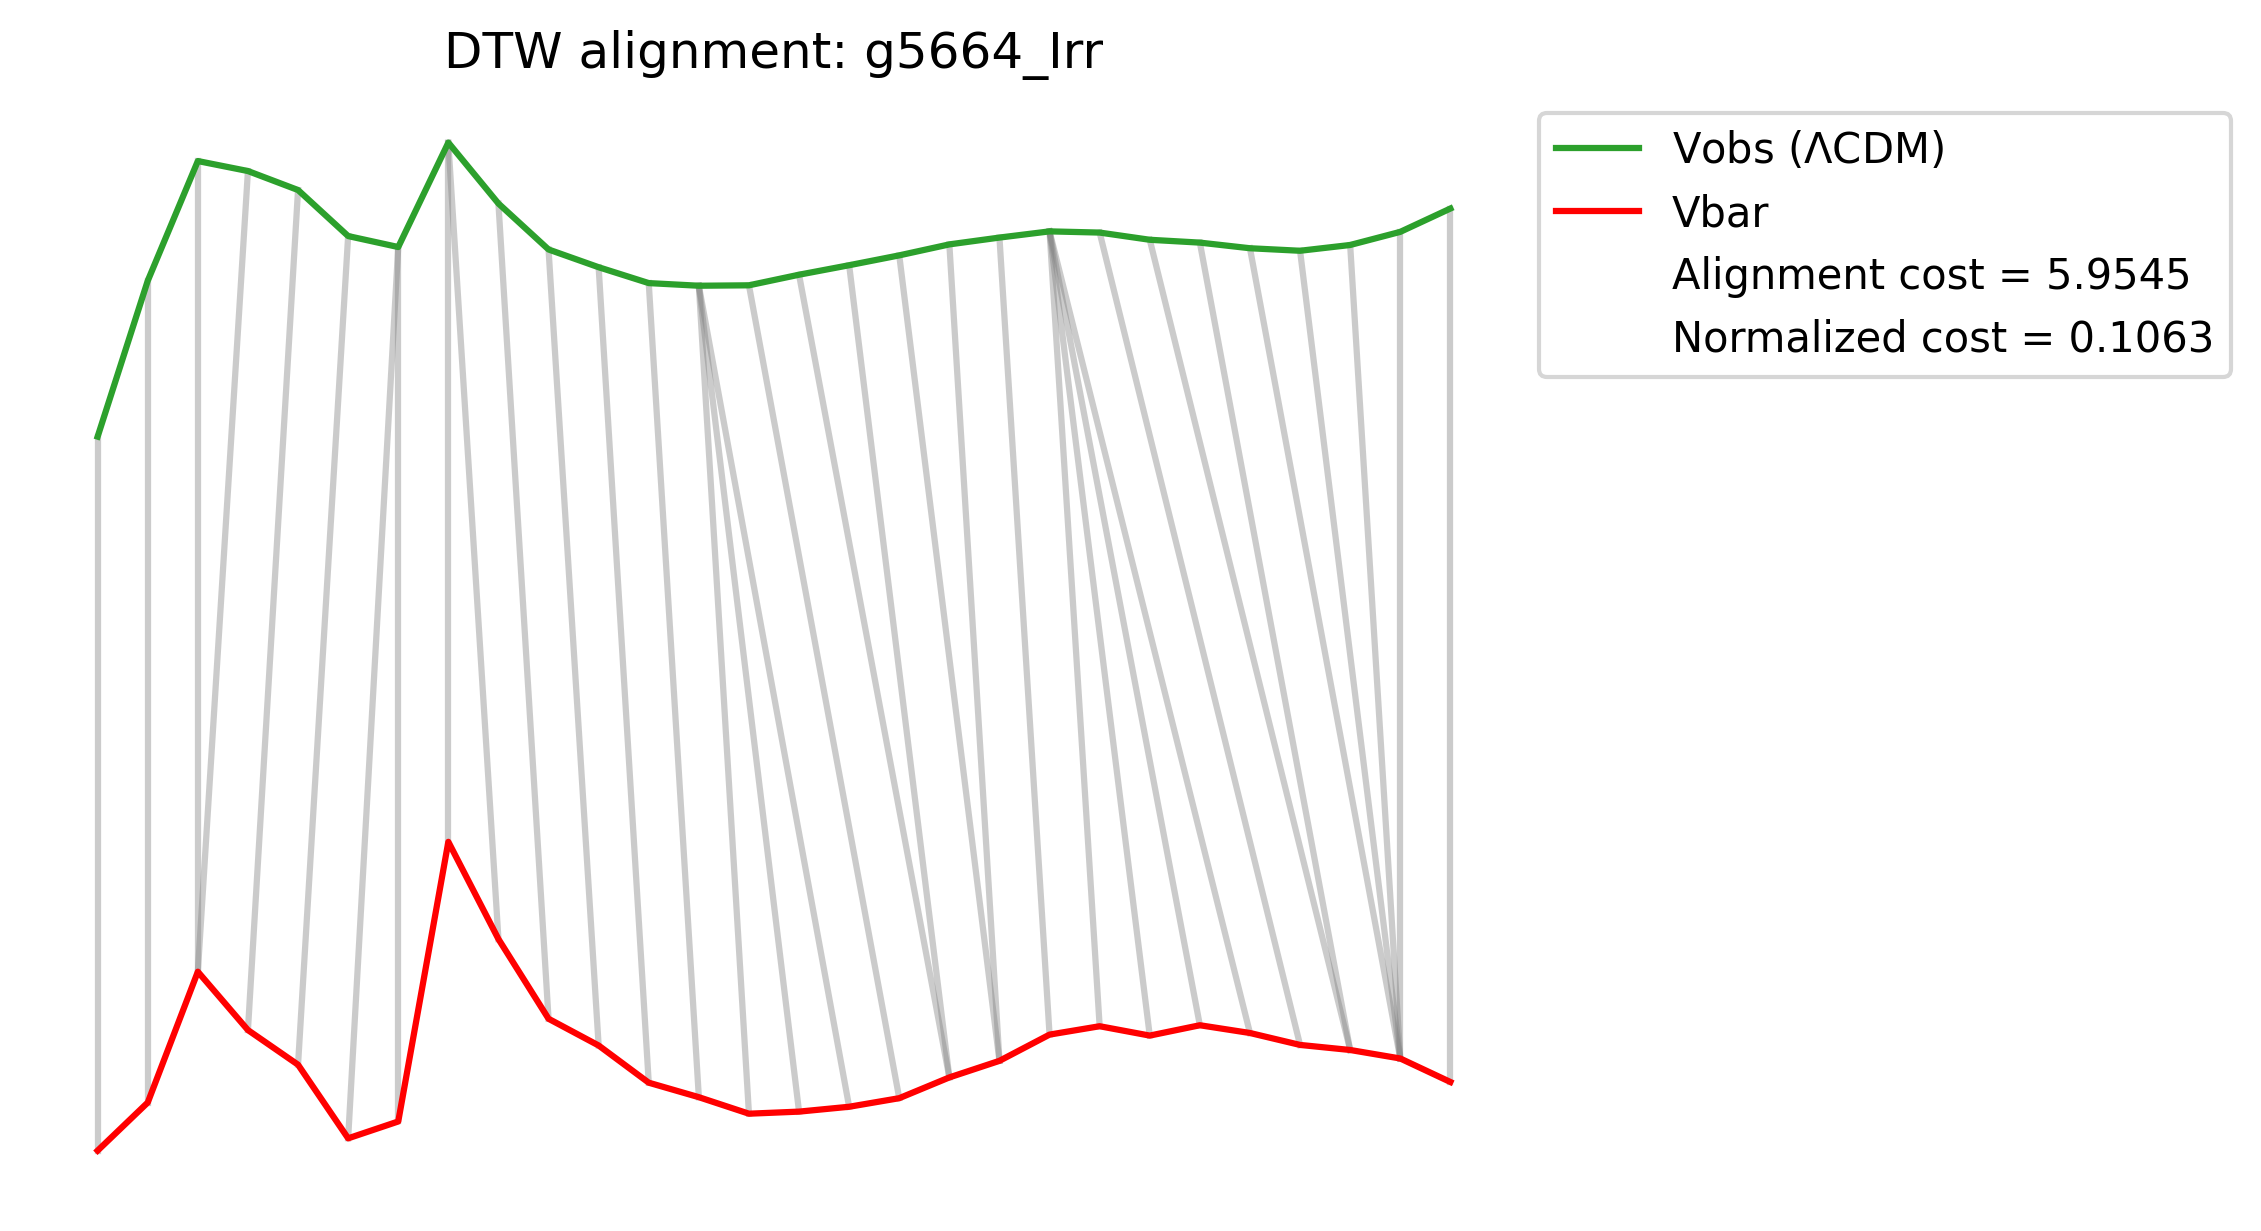 DTW alignment: g5664_Irr
Vobs (ΛCDM)
Vbar
Alignment cost = 5.9545
Normalized cost = 0.1063